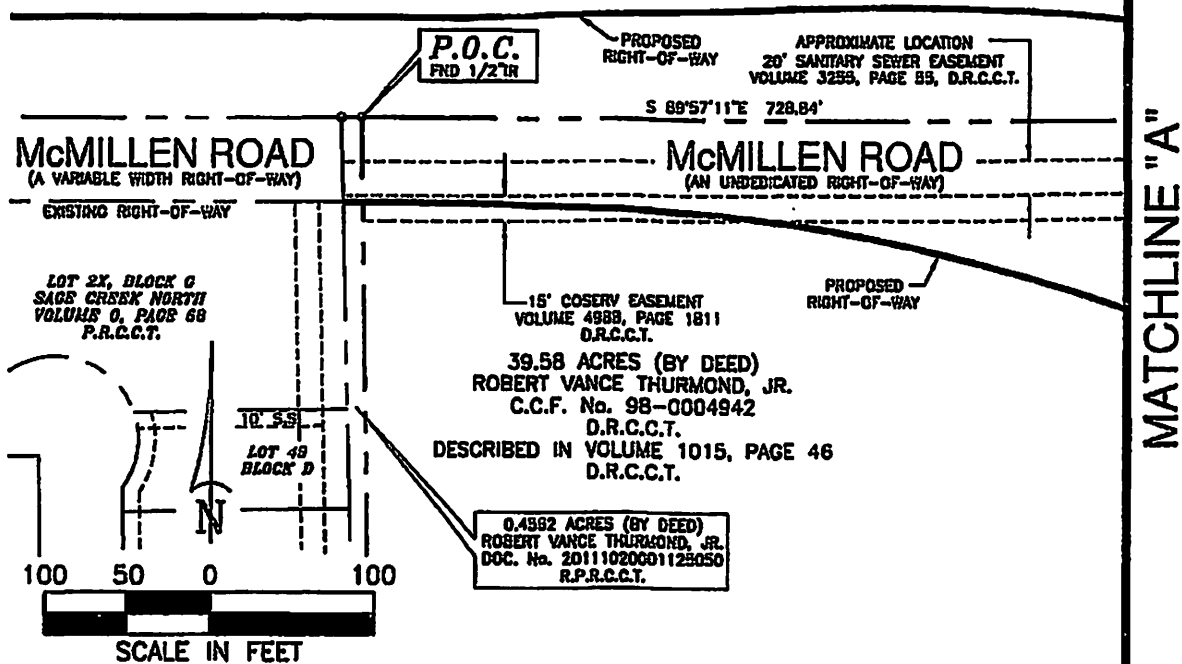 P.O.C.
FND 1/2"IR
PROPOSED
RIGHT-OF-WAY
APPROXIMATE LOCATION
20' SANITARY SEWER EASEMENT
VOLUME 3255, PAGE 85, D.R.C.C.T.
S 89°57'11"E 728.84'
McMILLEN ROAD
(A VARIABLE WIDTH RIGHT-OF-WAY)
McMILLEN ROAD
(AN UNDEDICATED RIGHT-OF-WAY)
EXISTING RIGHT-OF-WAY
LOT 2X, BLOCK G
SAGE CREEK NORTH
VOLUME O, PAGE 68
P.R.C.C.T.
PROPOSED
RIGHT-OF-WAY
15' COSERV EASEMENT
VOLUME 4988, PAGE 1811
D.R.C.C.T.
39.58 ACRES (BY DEED)
ROBERT VANCE THURMOND, JR.
C.C.F. No. 98-0004942
D.R.C.C.T.
DESCRIBED IN VOLUME 1015, PAGE 46
D.R.C.C.T.
10' S.S.
LOT 49
BLOCK D
N
0.4592 ACRES (BY DEED)
ROBERT VANCE THURMOND, JR.
DOC. No. 20111020001125050
R.P.R.C.C.T.
100 50 0 100
SCALE IN FEET
MATCHLINE "A"